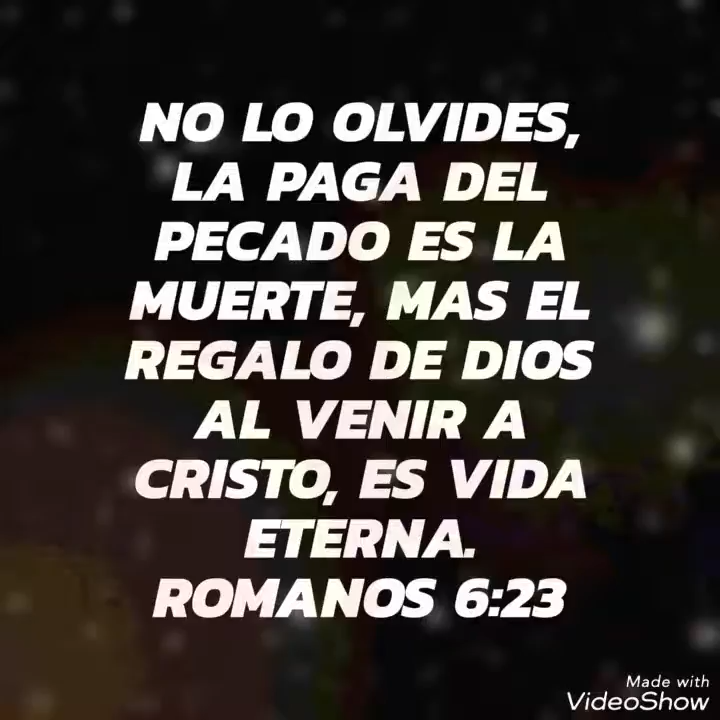 NO LO OLVIDES,
LA PAGA DEL
PECADO ES LA
MUERTE, MAS EL
REGALO DE DIOS
AL VENIR A
CRISTO, ES VIDA
ETERNA.
ROMANOS 6:23
Made with
VideoShow